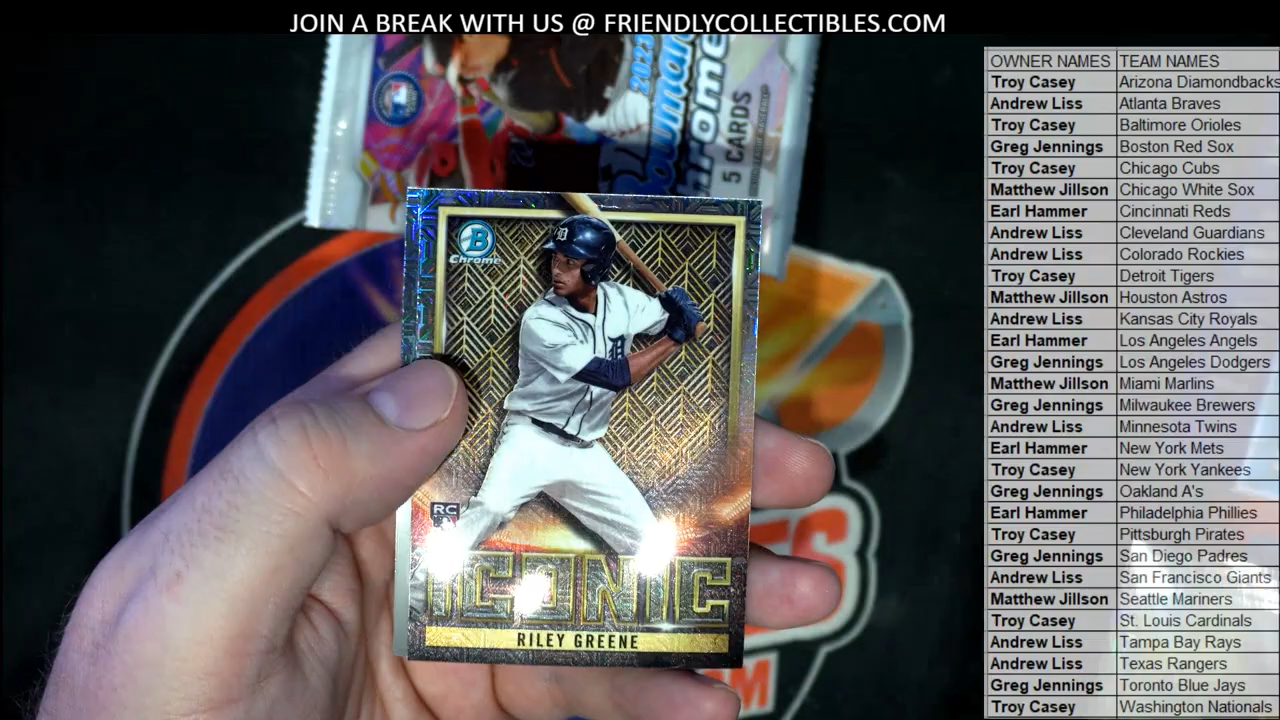 JOIN A BREAK WITH US @ FRIENDLYCOLLECTIBLES.COM
2023
Bowman
Chrome
5 CARDS
B
Chrome
D
D
RC
ICONIC
RILEY GREENE
OWNER NAMES TEAM NAMES
Troy Casey Arizona Diamondbacks
Andrew Liss Atlanta Braves
Troy Casey Baltimore Orioles
Greg Jennings Boston Red Sox
Troy Casey Chicago Cubs
Matthew Jillson Chicago White Sox
Earl Hammer Cincinnati Reds
Andrew Liss Cleveland Guardians
Andrew Liss Colorado Rockies
Troy Casey Detroit Tigers
Matthew Jillson Houston Astros
Andrew Liss Kansas City Royals
Earl Hammer Los Angeles Angels
Greg Jennings Los Angeles Dodgers
Matthew Jillson Miami Marlins
Greg Jennings Milwaukee Brewers
Andrew Liss Minnesota Twins
Earl Hammer New York Mets
Troy Casey New York Yankees
Greg Jennings Oakland A's
Earl Hammer Philadelphia Phillies
Troy Casey Pittsburgh Pirates
Greg Jennings San Diego Padres
Andrew Liss San Francisco Giants
Matthew Jillson Seattle Mariners
Troy Casey St. Louis Cardinals
Andrew Liss Tampa Bay Rays
Andrew Liss Texas Rangers
Greg Jennings Toronto Blue Jays
Troy Casey Washington Nationals